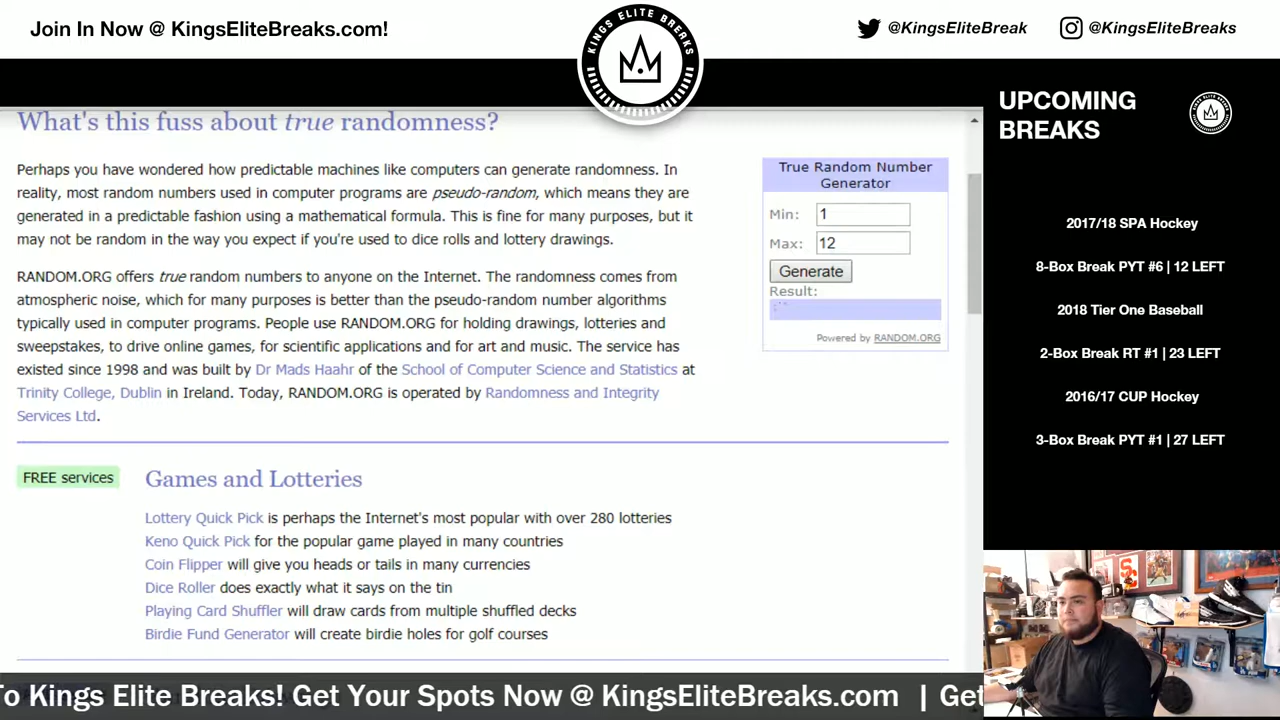 Join In Now @ KingsEliteBreaks.com!
KINGS ELITE BREAKS
@KingsEliteBreak
@KingsEliteBreaks
What's this fuss about true randomness?
Perhaps you have wondered how predictable machines like computers can generate randomness. In
reality, most random numbers used in computer programs are pseudo-random, which means they are
generated in a predictable fashion using a mathematical formula. This is fine for many purposes, but it
may not be random in the way you expect if you're used to dice rolls and lottery drawings.
RANDOM.ORG offers true random numbers to anyone on the Internet. The randomness comes from
atmospheric noise, which for many purposes is better than the pseudo-random number algorithms
typically used in computer programs. People use RANDOM.ORG for holding drawings, lotteries and
sweepstakes, to drive online games, for scientific applications and for art and music. The service has
existed since 1998 and was built by Dr Mads Haahr of the School of Computer Science and Statistics at
Trinity College, Dublin in Ireland. Today, RANDOM.ORG is operated by Randomness and Integrity
Services Ltd.
True Random Number
Generator
Min: 1
Max: 12
Generate
Result:
Powered by RANDOM.ORG
FREE services
Games and Lotteries
Lottery Quick Pick is perhaps the Internet's most popular with over 280 lotteries
Keno Quick Pick for the popular game played in many countries
Coin Flipper will give you heads or tails in many currencies
Dice Roller does exactly what it says on the tin
Playing Card Shuffler will draw cards from multiple shuffled decks
Birdie Fund Generator will create birdie holes for golf courses
UPCOMING
BREAKS
2017/18 SPA Hockey
8-Box Break PYT #6 | 12 LEFT
2018 Tier One Baseball
2-Box Break RT #1 | 23 LEFT
2016/17 CUP Hockey
3-Box Break PYT #1 | 27 LEFT
To Kings Elite Breaks! Get Your Spots Now @ KingsEliteBreaks.com | Get